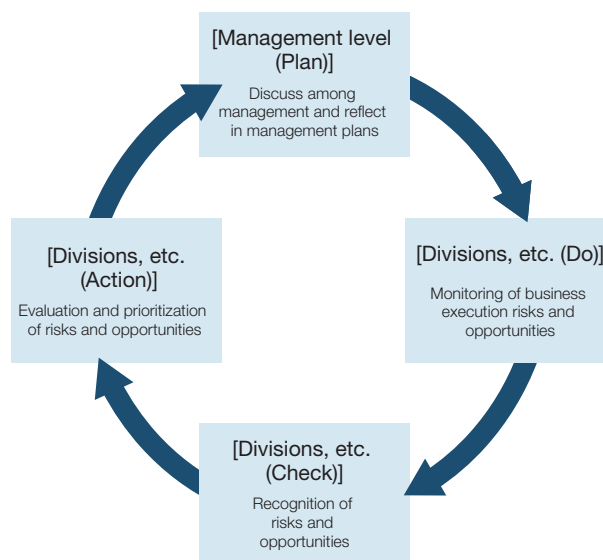 [Management level
(Plan)]
Discuss among
management and reflect
in management plans
[Divisions, etc. (Do)]
Monitoring of business
execution risks and
opportunities
[Divisions, etc.
(Check)]
Recognition of
risks and
opportunities
[Divisions, etc.
(Action)]
Evaluation and prioritization
of risks and opportunities